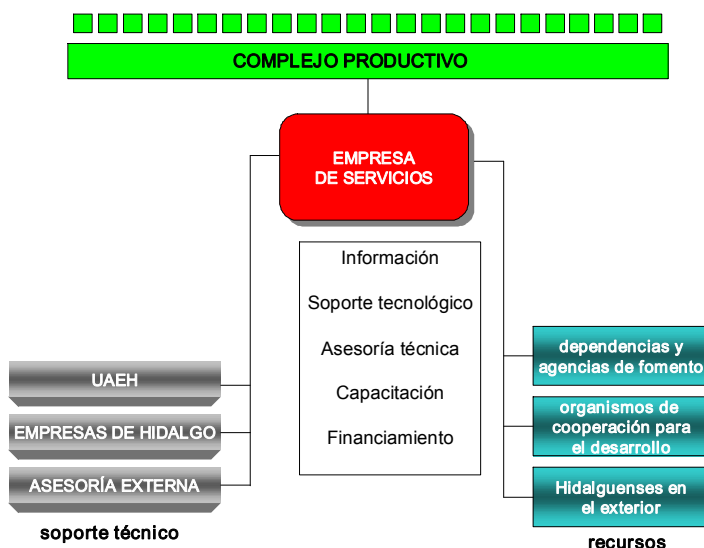 COMPLEJO PRODUCTIVO
EMPRESA
DE SERVICIOS
Información
Soporte tecnológico
Asesoría técnica
Capacitación
Financiamiento
UAEH
EMPRESAS DE HIDALGO
ASESORÍA EXTERNA
soporte técnico
dependencias y
agencias de fomento
organismos de
cooperación para
el desarrollo
Hidalguenses en
el exterior
recursos